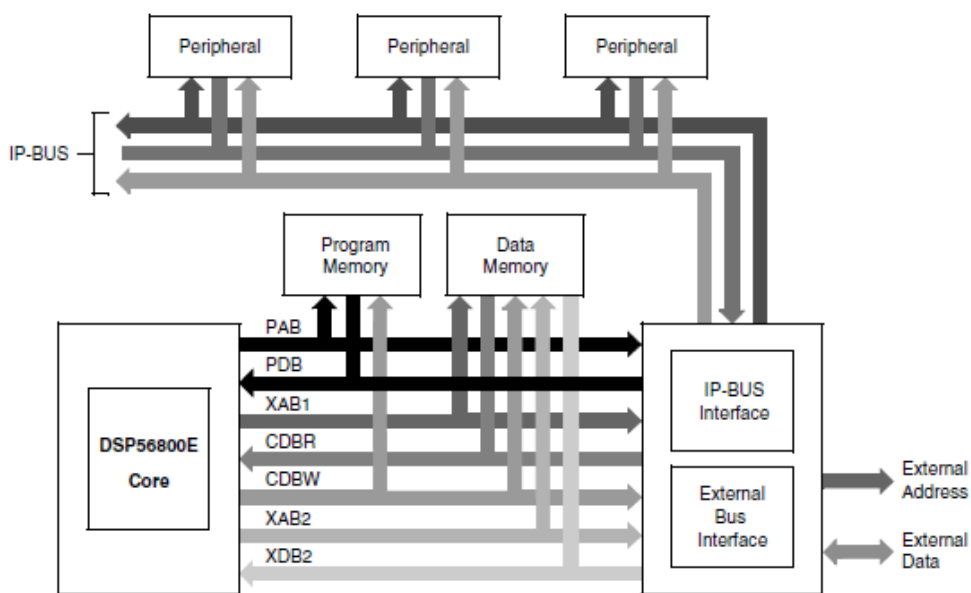 Peripheral
Peripheral
Peripheral
IP-BUS
Program
Memory
Data
Memory
PAB
PDB
XAB1
CDBR
CDBW
XAB2
XDB2
DSP56800E
Core
IP-BUS
Interface
External
Bus
Interface
External
Address
External
Data